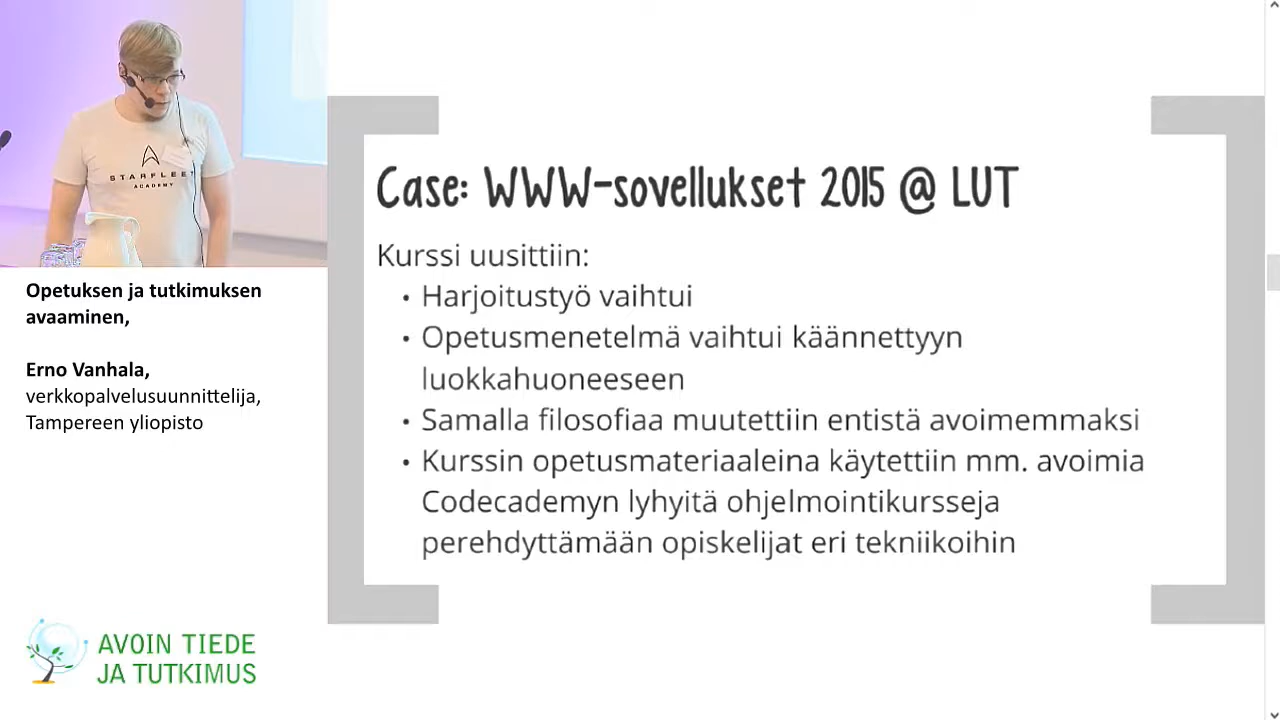 STARFLEET
ACADEMY
Opetuksen ja tutkimuksen
avaaminen,
Erno Vanhala,
verkkopalvelusuunnittelija,
Tampereen yliopisto
AVOIN TIEDE
JA TUTKIMUS
Case: WWW-sovellukset 2015 @ LUT
Kurssi uusittiin:
• Harjoitustyö vaihtui
• Opetusmenetelmä vaihtui käännettyyn
luokkahuoneeseen
• Samalla filosofiaa muutettiin entistä avoimemmaksi
• Kurssin opetusmateriaaleina käytettiin mm. avoimia
Codecademyn lyhyitä ohjelmointikursseja
perehdyttämään opiskelijat eri tekniikoihin